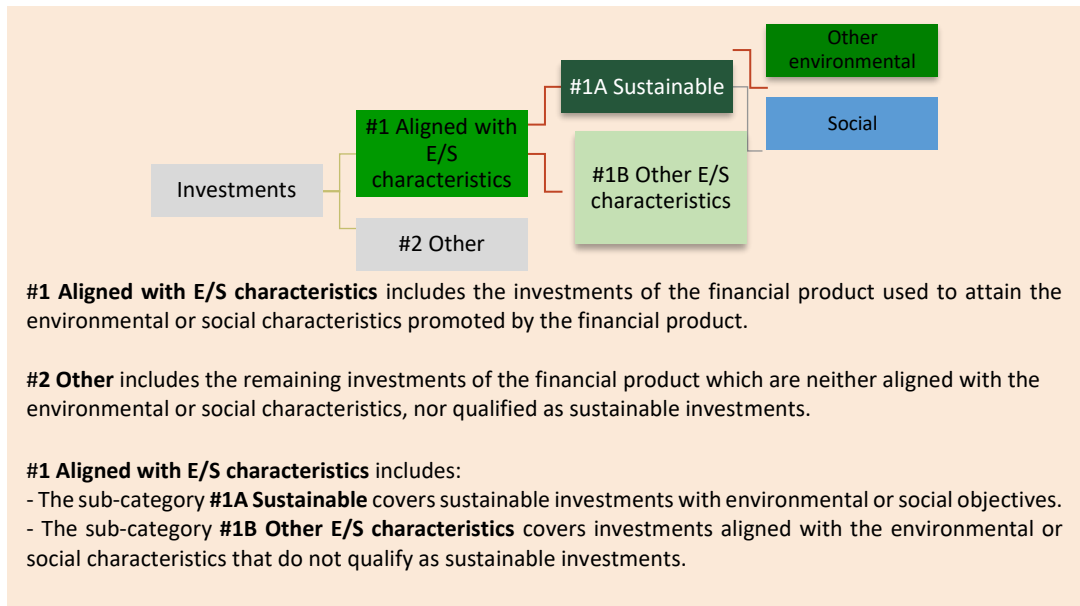 Other
environmental
#1A Sustainable
Social
#1 Aligned with
E/S
characteristics
#1B Other E/S
characteristics
Investments
#2 Other
#1 Aligned with E/S characteristics includes the investments of the financial product used to attain the
environmental or social characteristics promoted by the financial product.
#2 Other includes the remaining investments of the financial product which are neither aligned with the
environmental or social characteristics, nor qualified as sustainable investments.
#1 Aligned with E/S characteristics includes:
- The sub-category #1A Sustainable covers sustainable investments with environmental or social objectives.
- The sub-category #1B Other E/S characteristics covers investments aligned with the environmental or
social characteristics that do not qualify as sustainable investments.